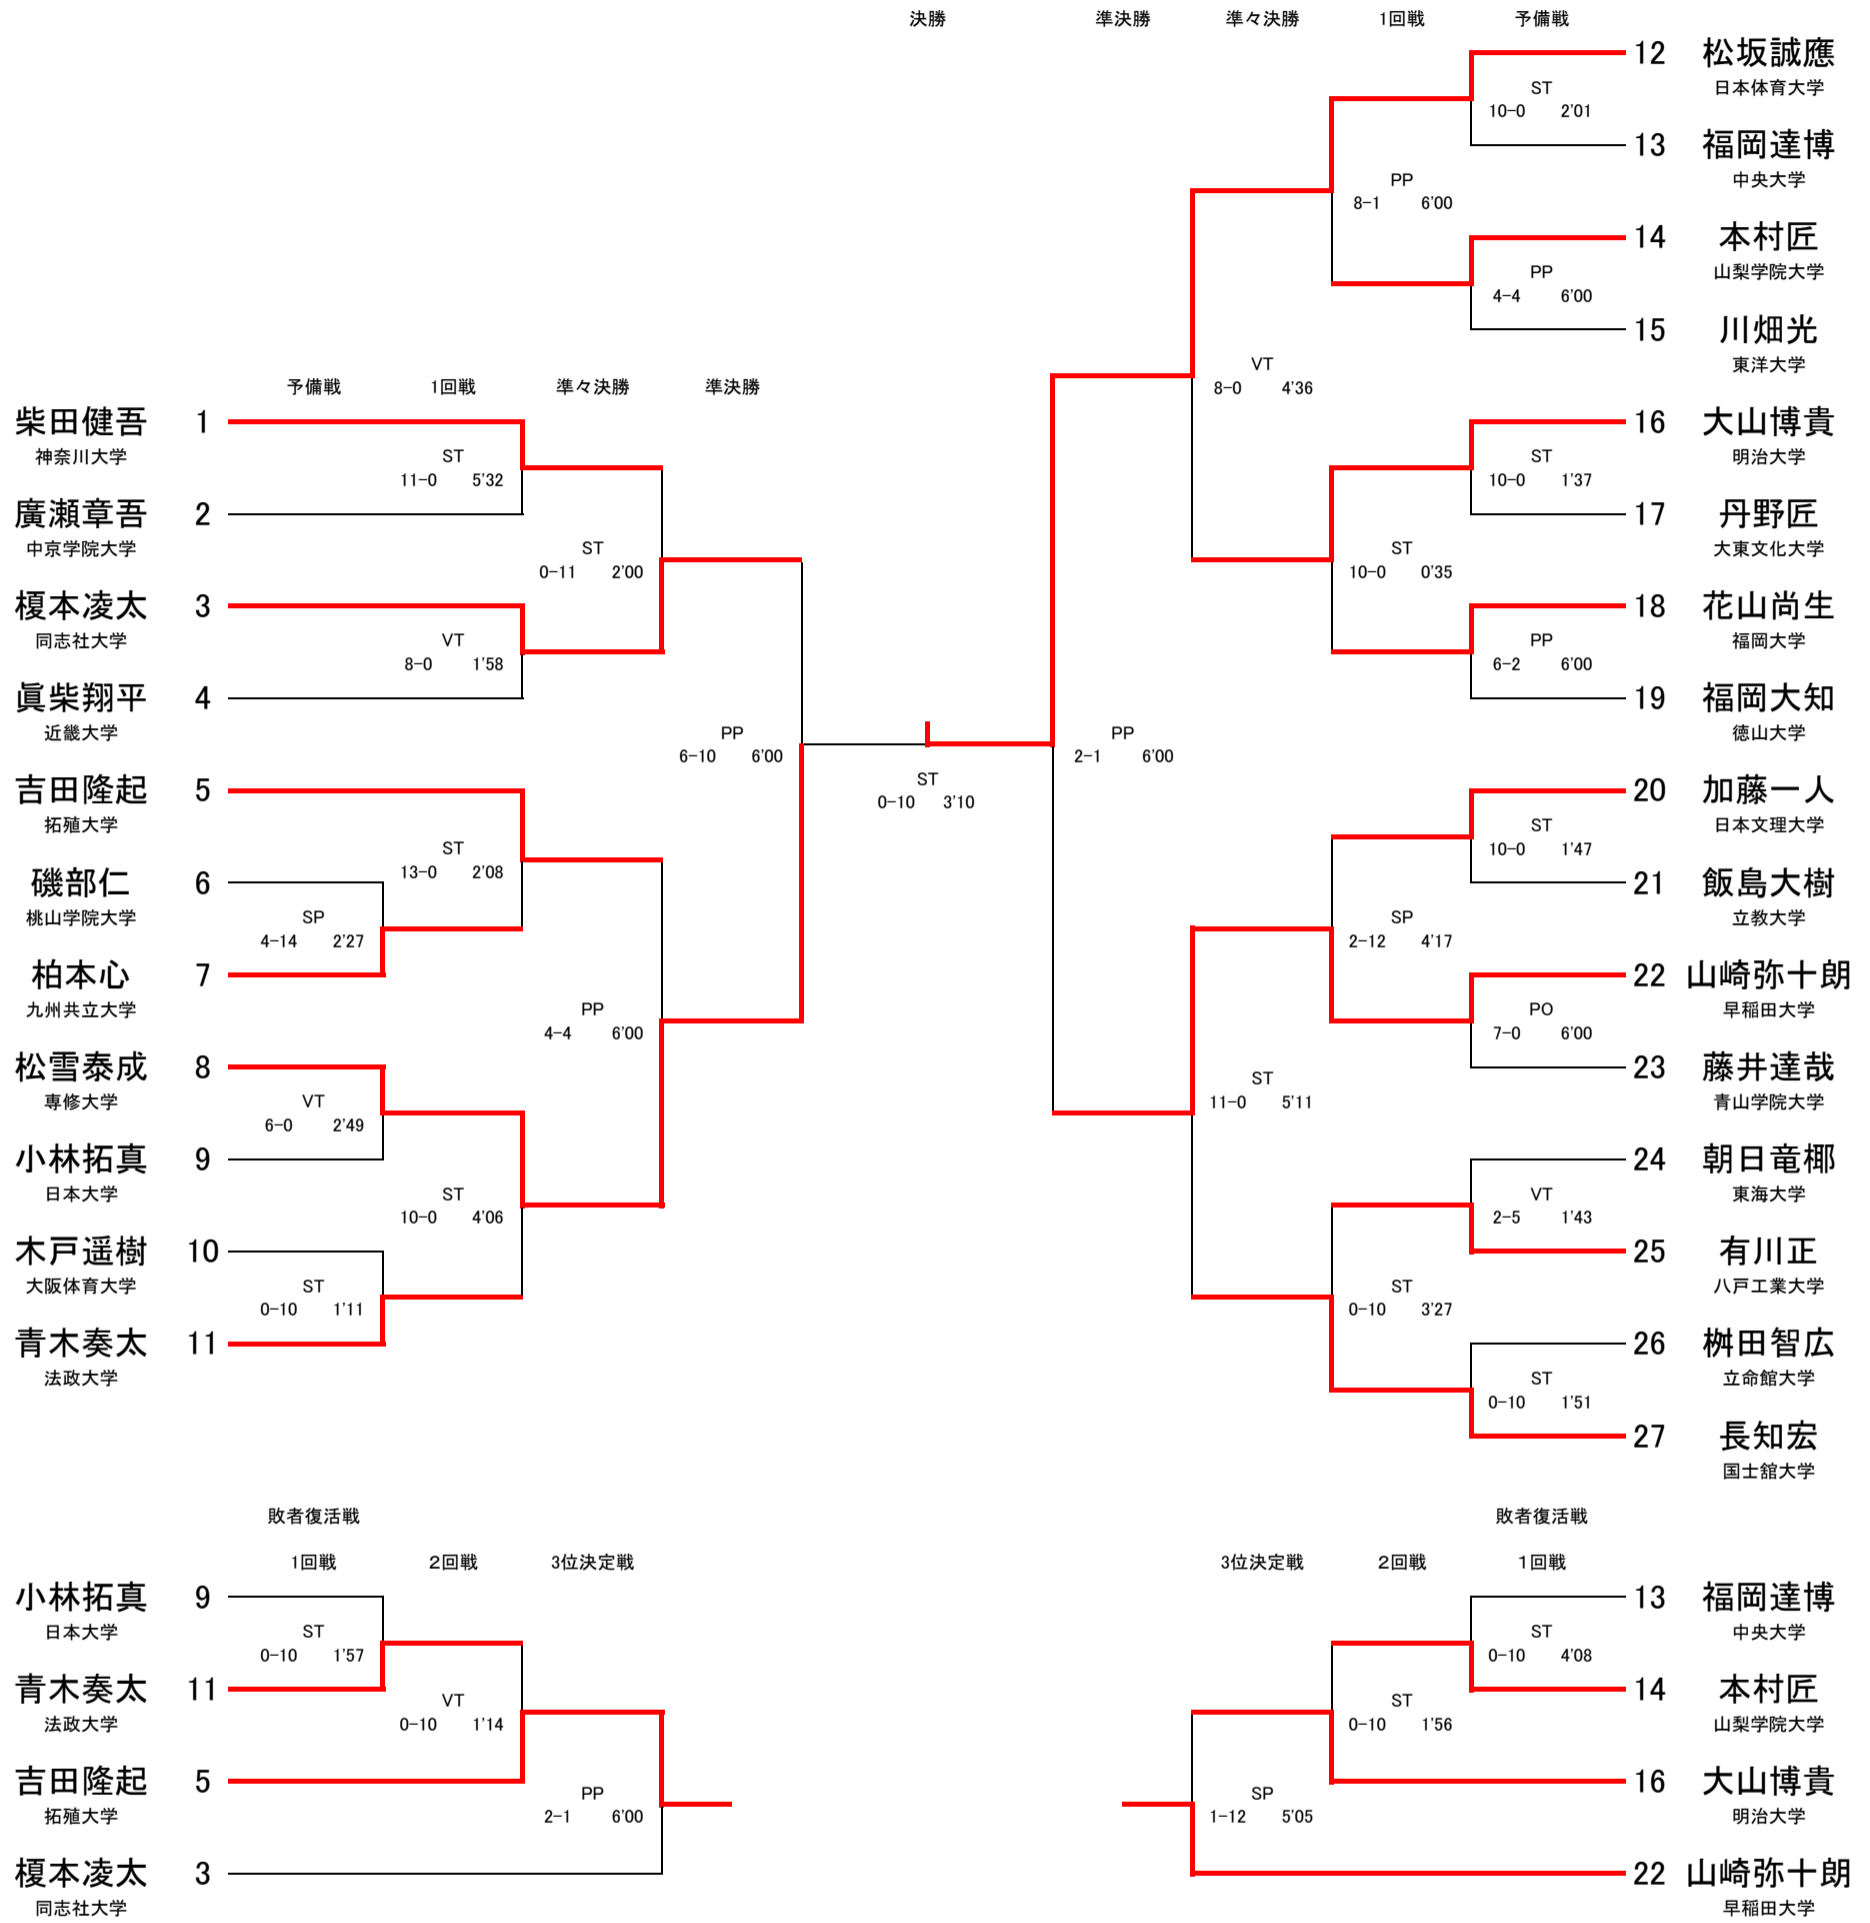 決勝 準決勝 準々決勝 1回戦 予備戦
12 松坂誠應
日本体育大学
ST
10-0 2'01
13 福岡達博
中央大学
PP
8-1 6'00
14 本村匠
山梨学院大学
PP
4-4 6'00
15 川畑光
東洋大学
VT
8-0 4'36
16 大山博貴
明治大学
ST
10-0 1'37
17 丹野匠
大東文化大学
ST
10-0 0'35
18 花山尚生
福岡大学
PP
6-2 6'00
19 福岡大知
徳山大学
PP
2-1 6'00
20 加藤一人
日本文理大学
ST
10-0 1'47
21 飯島大樹
立教大学
SP
2-12 4'17
22 山崎弥十朗
早稲田大学
PO
7-0 6'00
23 藤井達哉
青山学院大学
ST
11-0 5'11
24 朝日竜椰
東海大学
VT
2-5 1'43
25 有川正
八戸工業大学
ST
0-10 3'27
26 桝田智広
立命館大学
ST
0-10 1'51
27 長知宏
国士舘大学
予備戦 1回戦 準々決勝 準決勝
柴田健吾 1
神奈川大学
ST
11-0 5'32
廣瀬章吾 2
中京学院大学
ST
0-11 2'00
榎本凌太 3
同志社大学
VT
8-0 1'58
眞柴翔平 4
近畿大学
PP
6-10 6'00
ST
0-10 3'10
吉田隆起 5
拓殖大学
ST
13-0 2'08
磯部仁 6
桃山学院大学
SP
4-14 2'27
柏本心 7
九州共立大学
PP
4-4 6'00
松雪泰成 8
専修大学
VT
6-0 2'49
小林拓真 9
日本大学
ST
10-0 4'06
木戸遥樹 10
大阪体育大学
ST
0-10 1'11
青木奏太 11
法政大学
敗者復活戦
1回戦 2回戦 3位決定戦
小林拓真 9
日本大学
ST
0-10 1'57
青木奏太 11
法政大学
VT
0-10 1'14
吉田隆起 5
拓殖大学
PP
2-1 6'00
榎本凌太 3
同志社大学
敗者復活戦
3位決定戦 2回戦 1回戦
13 福岡達博
中央大学
ST
0-10 4'08
14 本村匠
山梨学院大学
ST
0-10 1'56
16 大山博貴
明治大学
SP
1-12 5'05
22 山崎弥十朗
早稲田大学